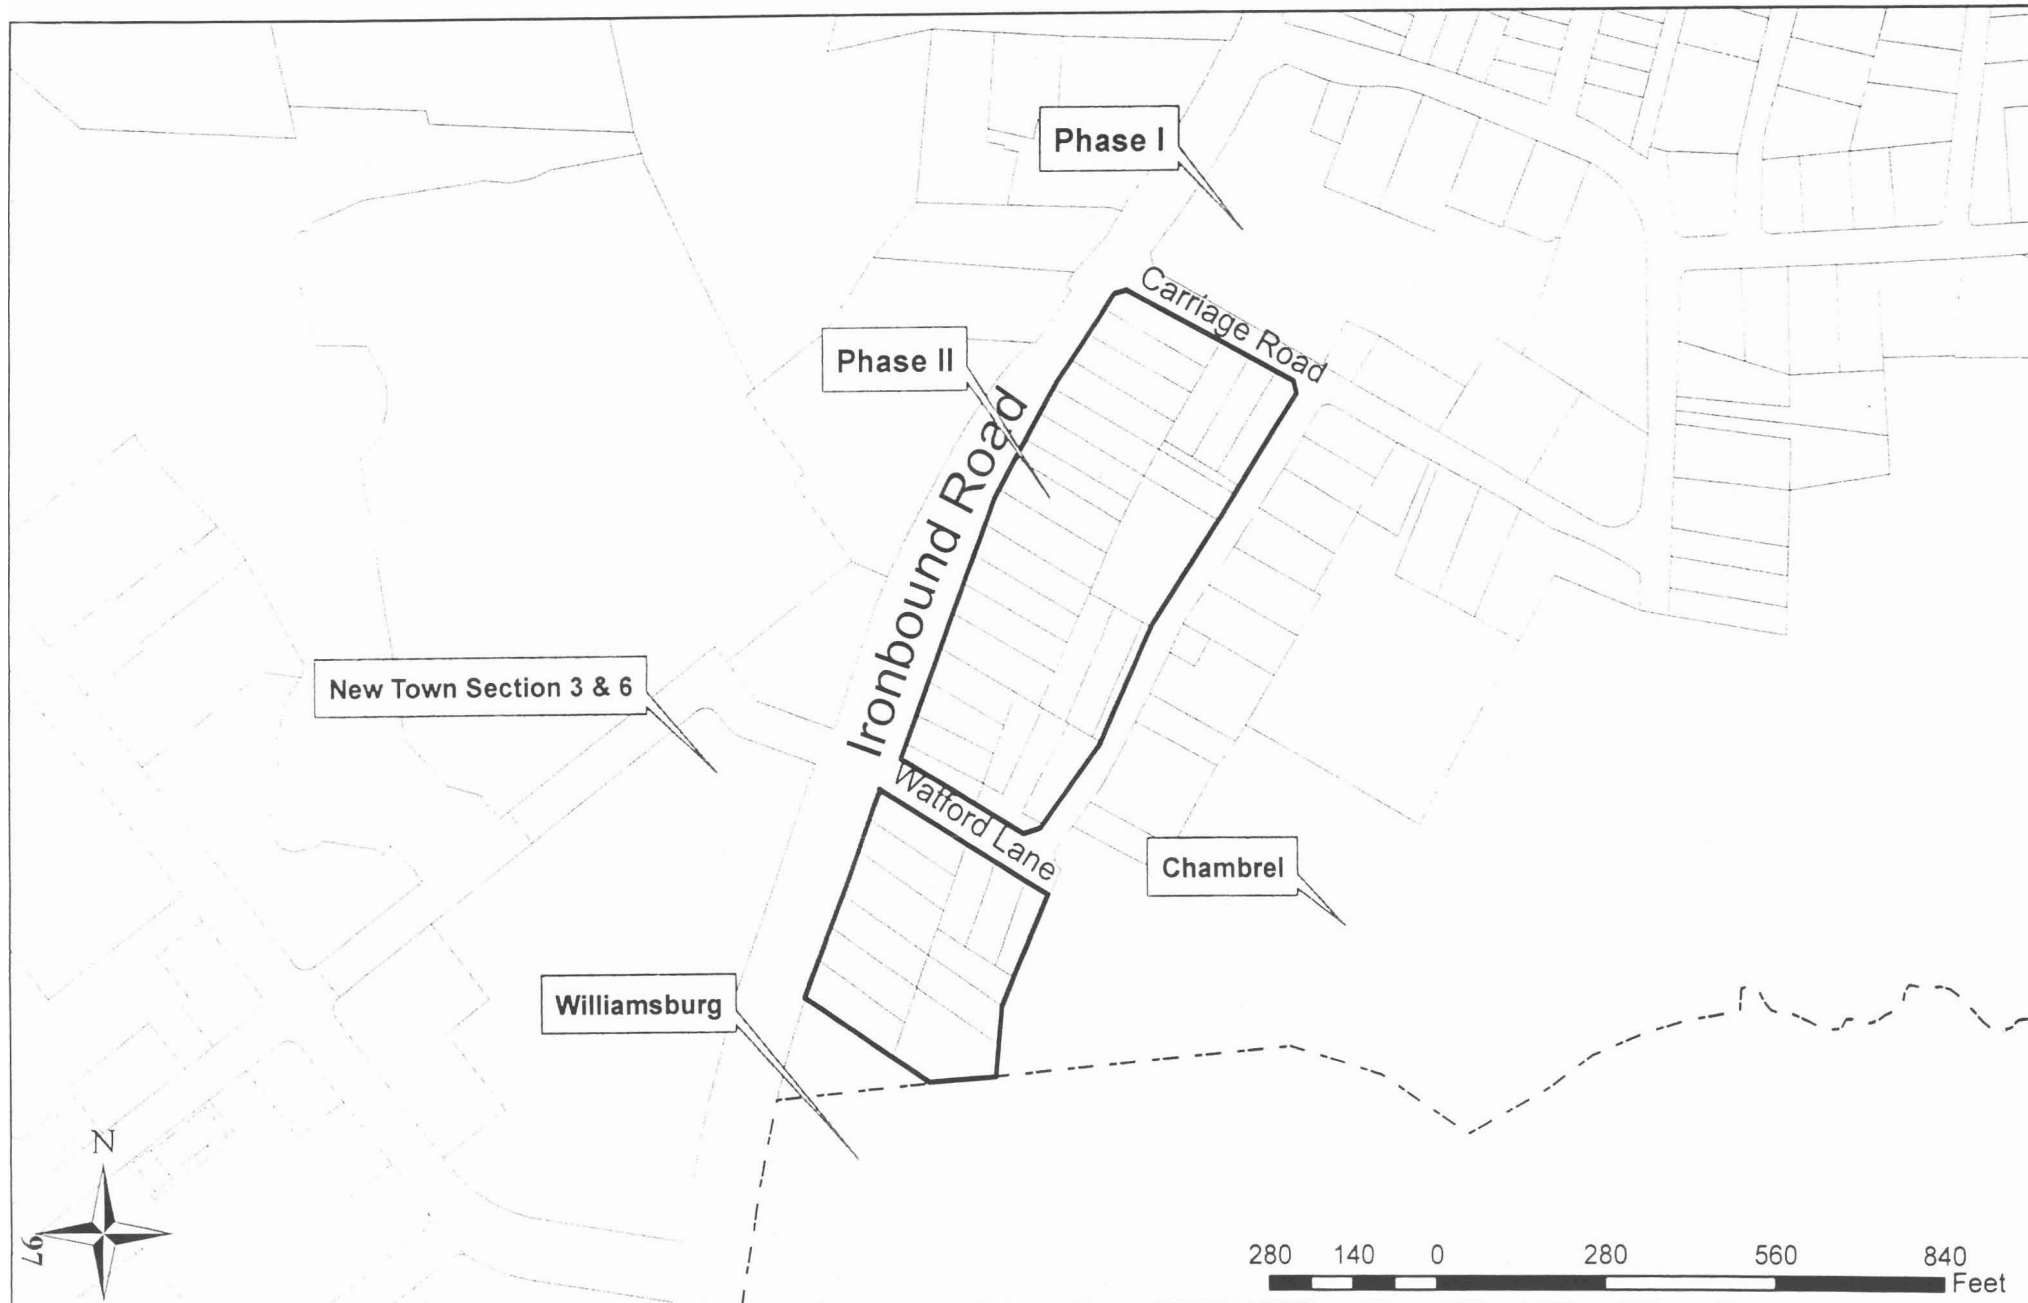 Phase I
Carriage Road
Phase II
Ironbound Road
New Town Section 3 & 6
Watford Lane
Chambrel
Williamsburg
N
97
280 140 0 280 560 840
Feet